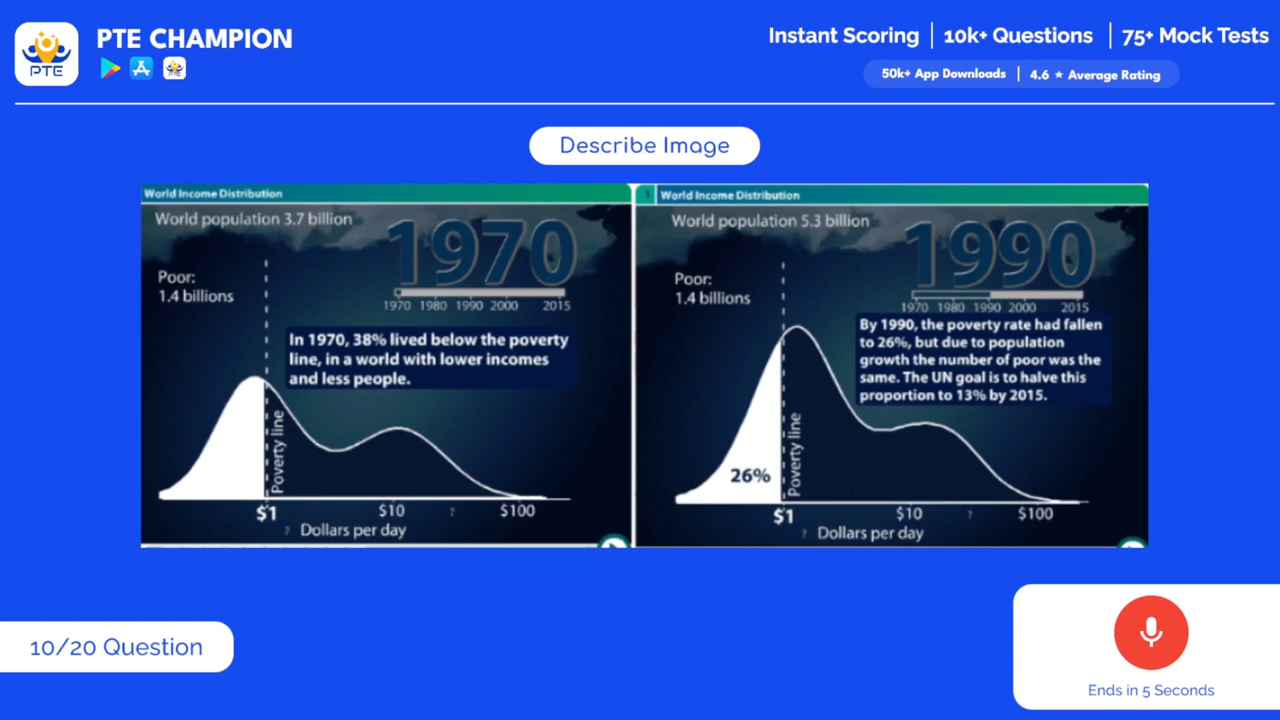 PTE CHAMPION
PTE
Instant Scoring | 10k+ Questions | 75+ Mock Tests
50k+ App Downloads | 4.6 ★ Average Rating
Describe Image
World Income Distribution
World population 3.7 billion
1970
Poor:
1.4 billions
1970 1980 1990 2000 2015
In 1970, 38% lived below the poverty
line, in a world with lower incomes
and less people.
Poverty line
$1 $10 ? $100
? Dollars per day
1 World Income Distribution
World population 5.3 billion
1990
Poor:
1.4 billions
1970 1980 1990 2000 2015
By 1990, the poverty rate had fallen
to 26%, but due to population
growth the number of poor was the
same. The UN goal is to halve this
proportion to 13% by 2015.
26%
Poverty line
$1 $10 ? $100
? Dollars per day
10/20 Question
Ends in 5 Seconds